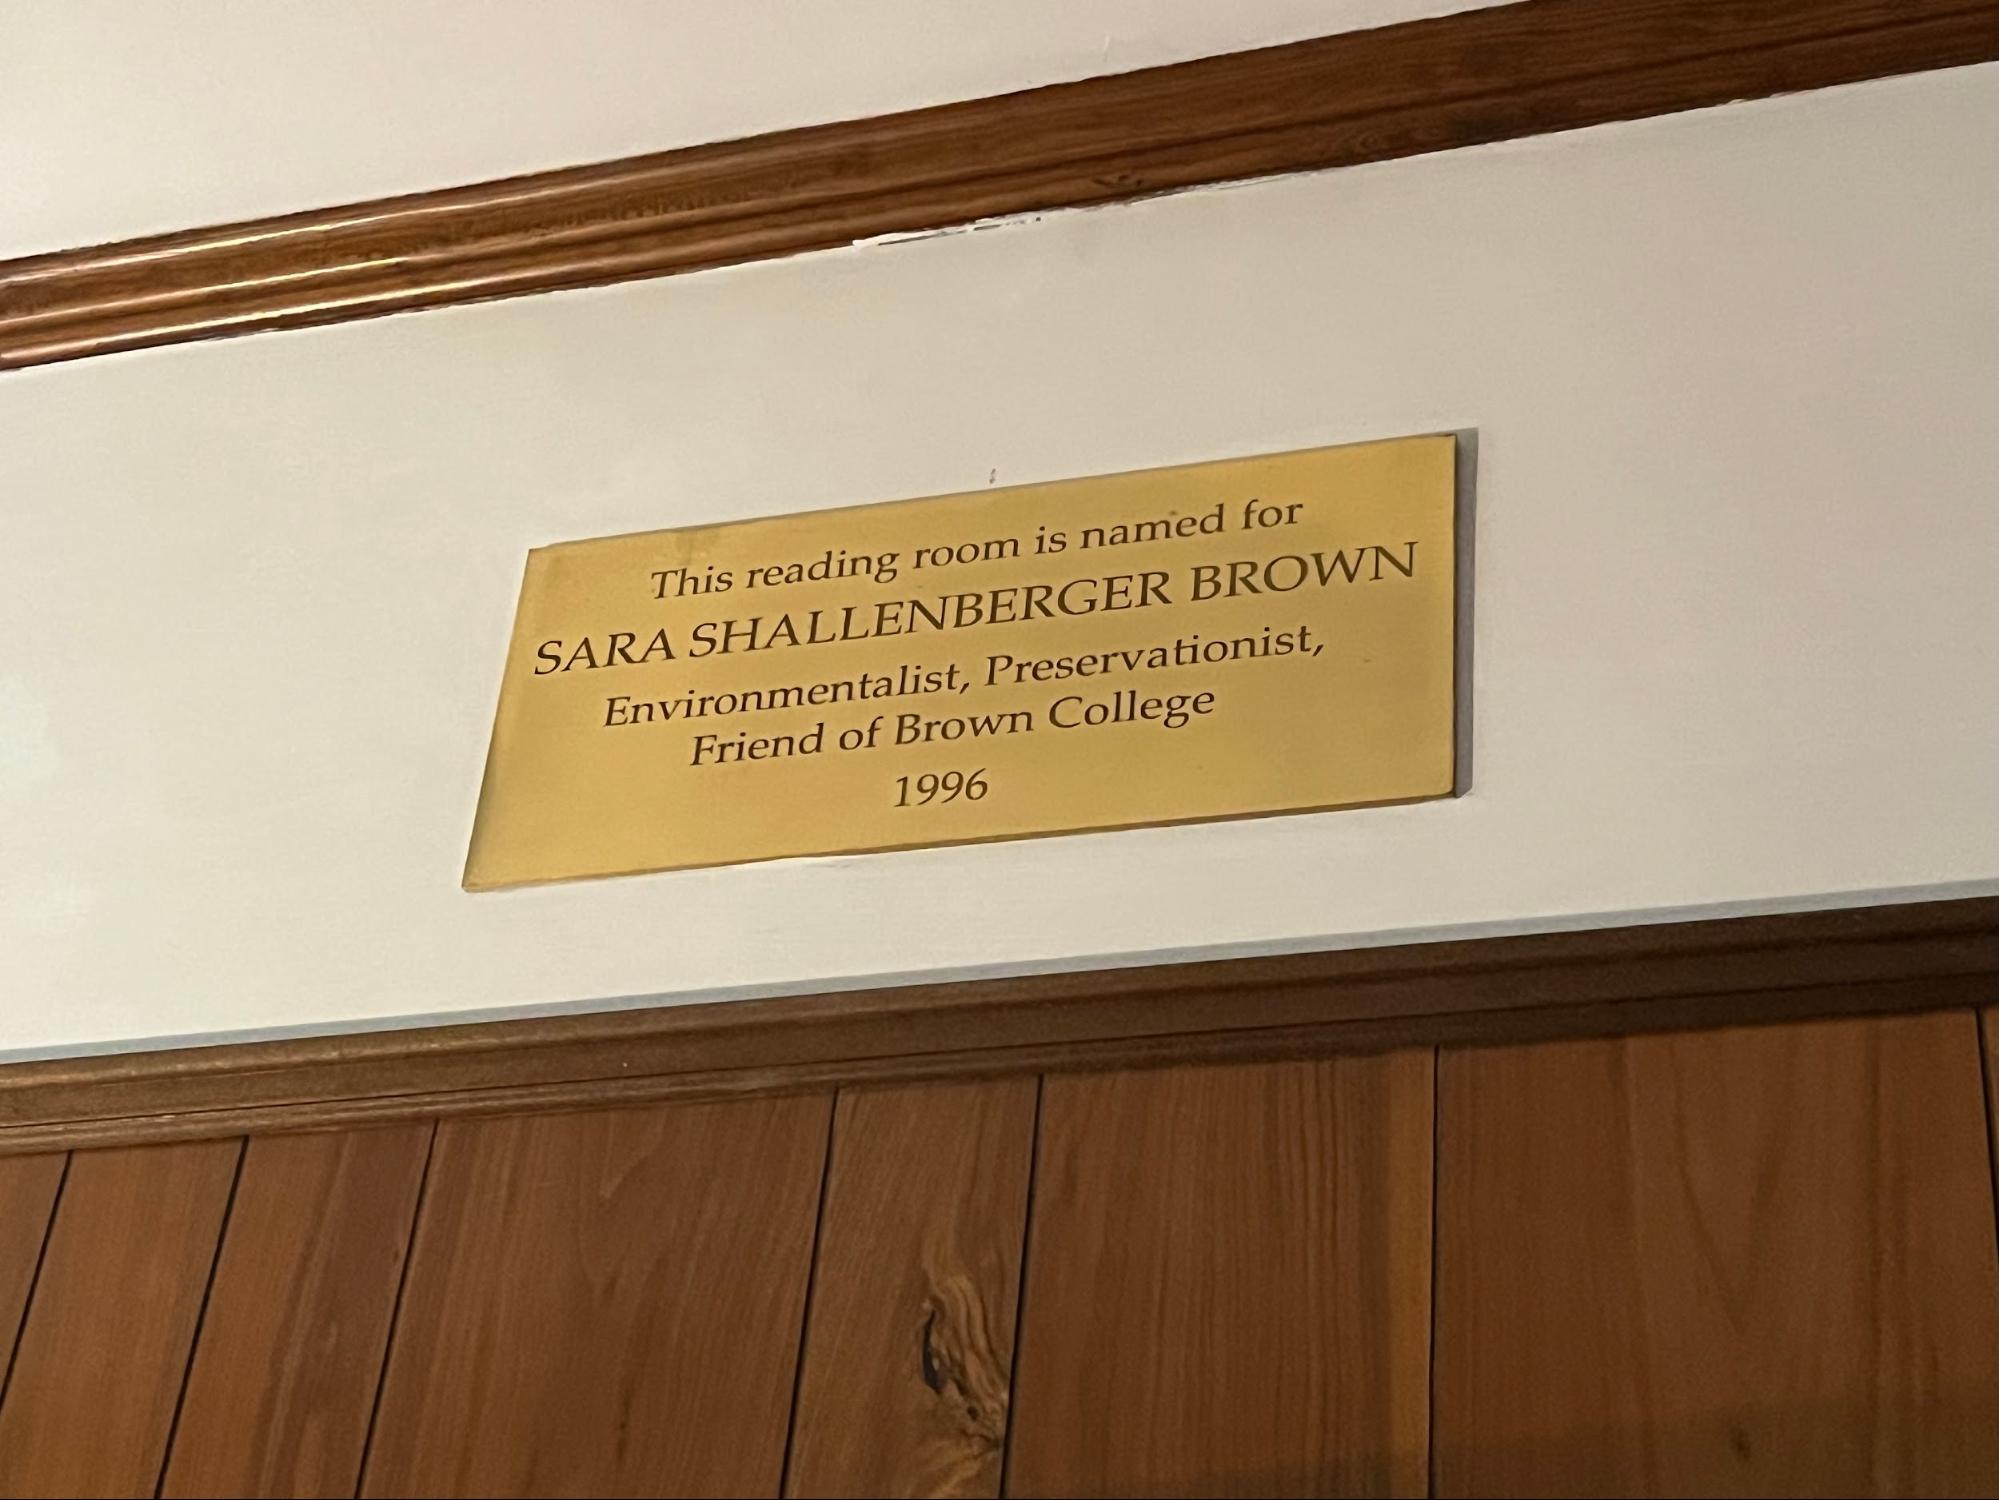 This reading room is named for
SARA SHALLENBERGER BROWN
Environmentalist, Preservationist,
Friend of Brown College
1996